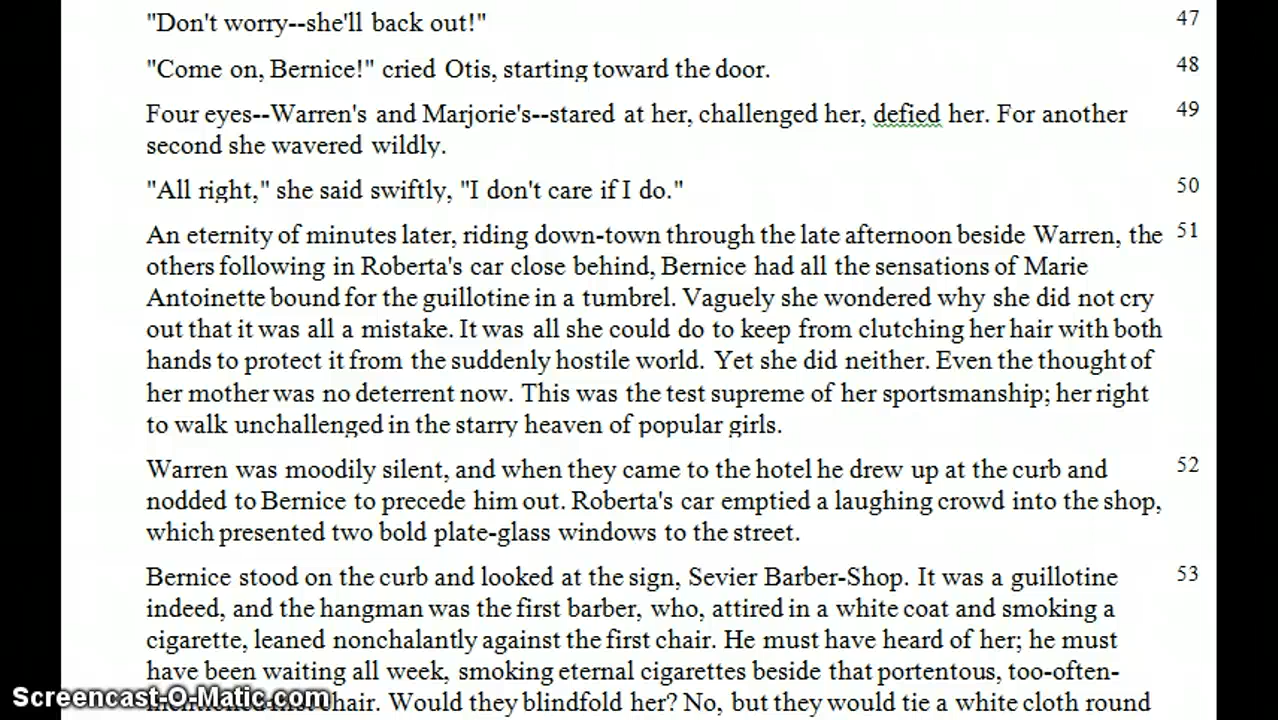 "Don't worry--she'll back out!" 47
"Come on, Bernice!" cried Otis, starting toward the door. 48
Four eyes--Warren's and Marjorie's--stared at her, challenged her, defied her. For another 49
second she wavered wildly.
"All right," she said swiftly, "I don't care if I do." 50
An eternity of minutes later, riding down-town through the late afternoon beside Warren, the 51
others following in Roberta's car close behind, Bernice had all the sensations of Marie
Antoinette bound for the guillotine in a tumbrel. Vaguely she wondered why she did not cry
out that it was all a mistake. It was all she could do to keep from clutching her hair with both
hands to protect it from the suddenly hostile world. Yet she did neither. Even the thought of
her mother was no deterrent now. This was the test supreme of her sportsmanship; her right
to walk unchallenged in the starry heaven of popular girls.
Warren was moodily silent, and when they came to the hotel he drew up at the curb and 52
nodded to Bernice to precede him out. Roberta's car emptied a laughing crowd into the shop,
which presented two bold plate-glass windows to the street.
Bernice stood on the curb and looked at the sign, Sevier Barber-Shop. It was a guillotine 53
indeed, and the hangman was the first barber, who, attired in a white coat and smoking a
cigarette, leaned nonchalantly against the first chair. He must have heard of her; he must
have been waiting all week, smoking eternal cigarettes beside that portentous, too-often-
chair. Would they blindfold her? No, but they would tie a white cloth round
Screencast-O-Matic.com